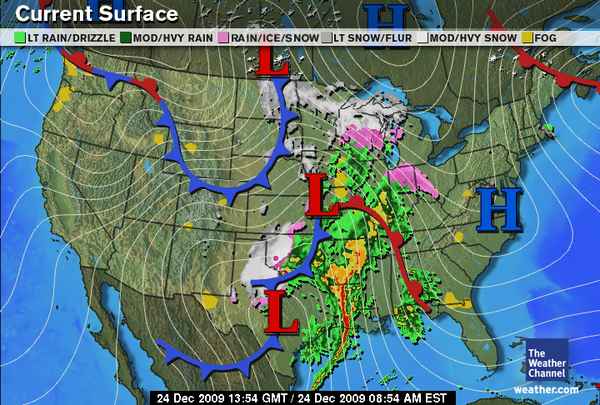 Current Surface
LT RAIN/DRIZZLE MOD/HVY RAIN RAIN/ICE/SNOW LT SNOW/FLUR MOD/HVY SNOW FOG
H
L
L
H
L
The
Weather
Channel
weather.com
24 Dec 2009 13:54 GMT / 24 Dec 2009 08:54 AM EST